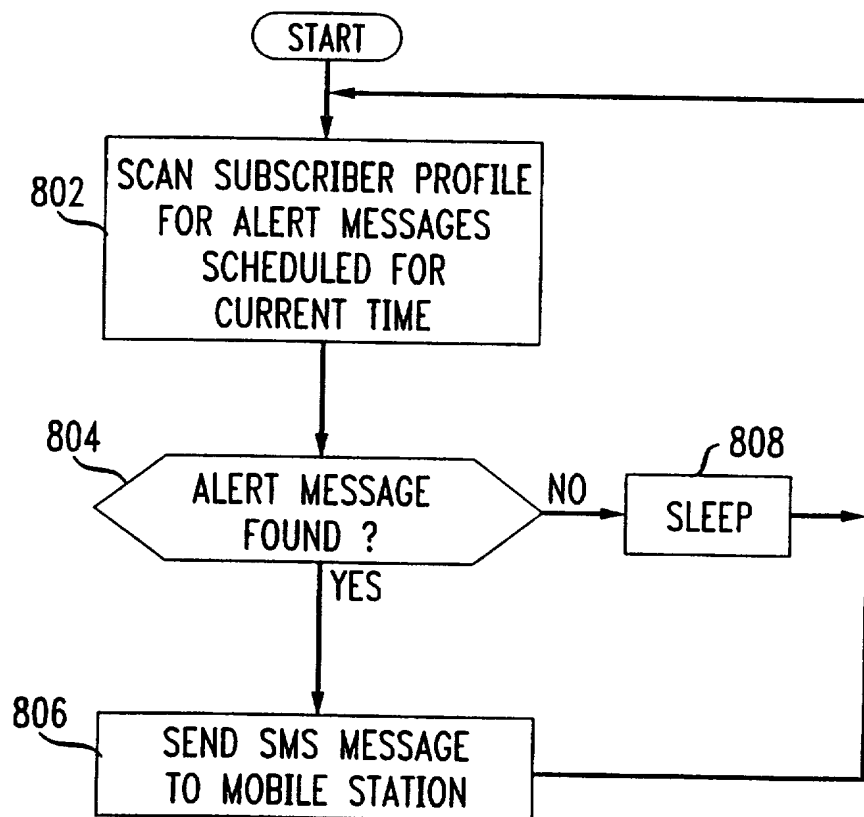 START
802
SCAN SUBSCRIBER PROFILE
FOR ALERT MESSAGES
SCHEDULED FOR
CURRENT TIME
804
ALERT MESSAGE
FOUND ?
NO
808
SLEEP
YES
806
SEND SMS MESSAGE
TO MOBILE STATION